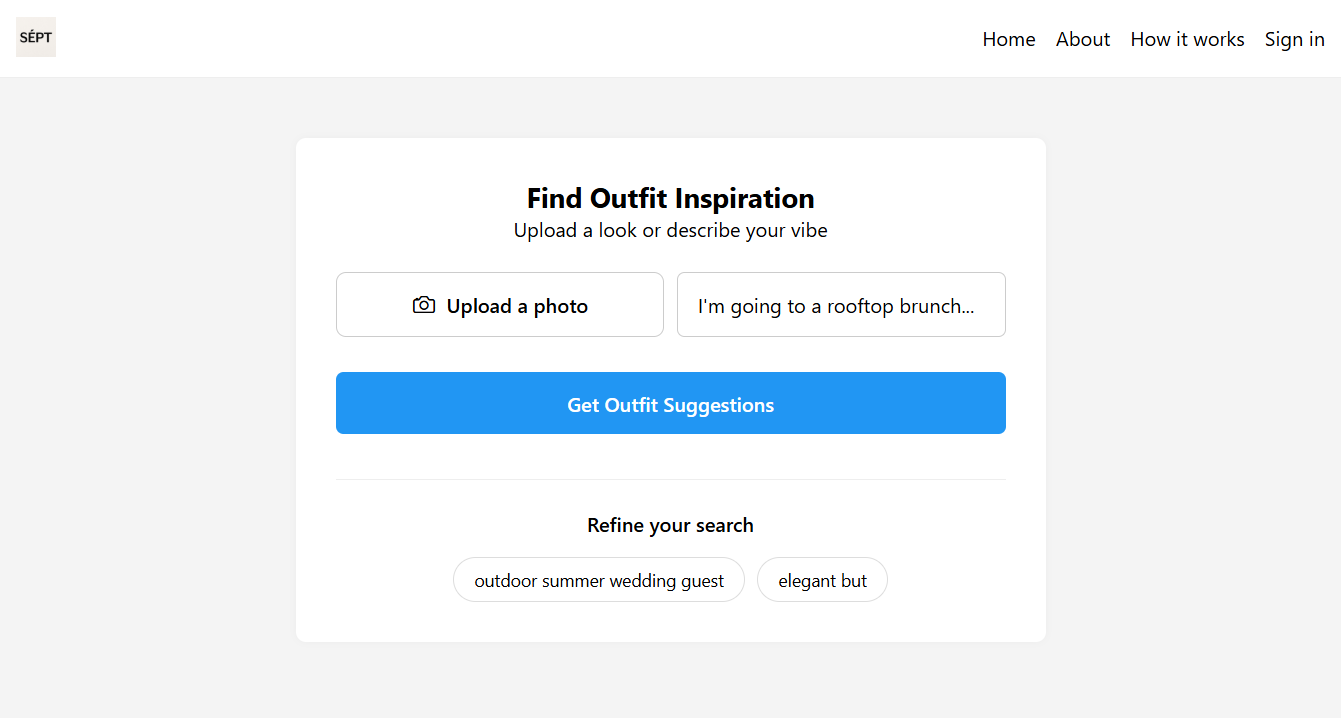 SÉPT
Home About How it works Sign in
Find Outfit Inspiration
Upload a look or describe your vibe
Upload a photo
I'm going to a rooftop brunch...
Get Outfit Suggestions
Refine your search
outdoor summer wedding guest
elegant but